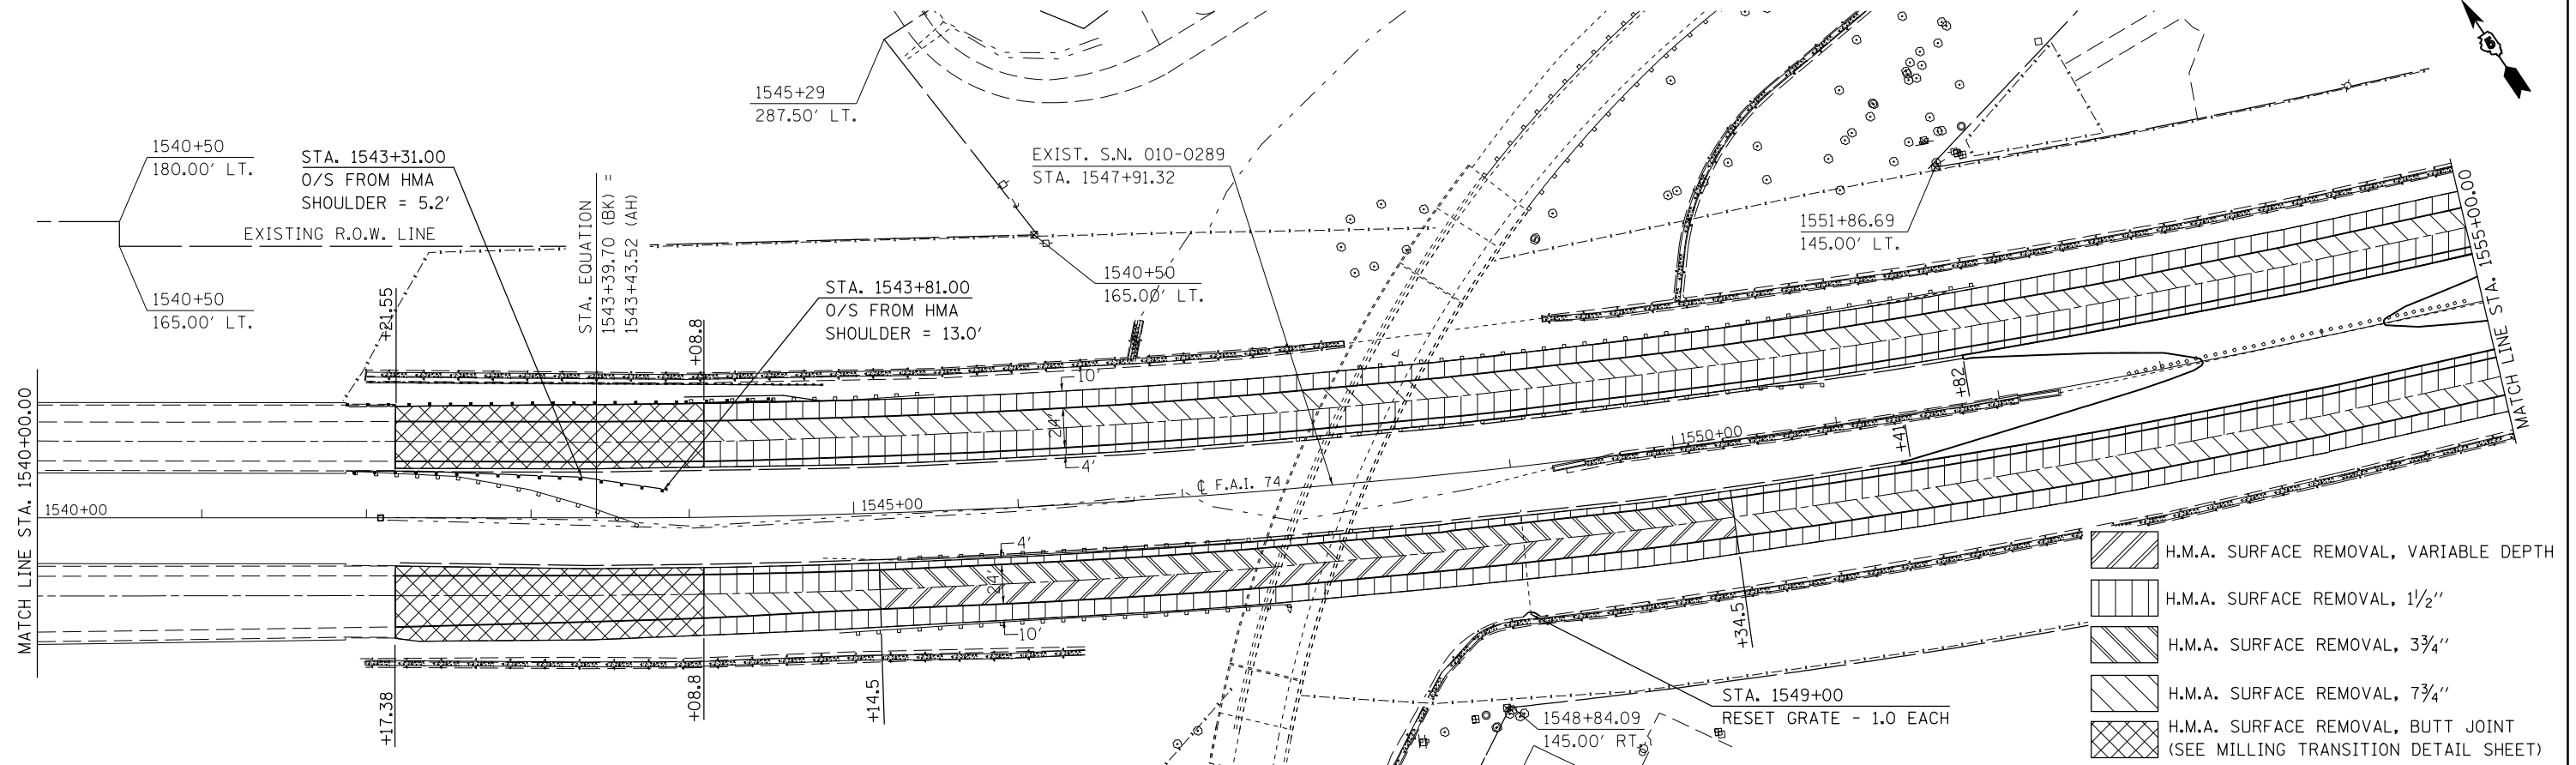 1545+29
287.50' LT.
1540+50
180.00' LT.
STA. 1543+31.00
O/S FROM HMA
SHOULDER = 5.2'
EXISTING R.O.W. LINE
1540+50
165.00' LT.
STA. EQUATION
1543+39.70 (BK) =
1543+43.52 (AH)
EXIST. S.N. 010-0289
STA. 1547+91.32
1540+50
165.00' LT.
STA. 1543+81.00
O/S FROM HMA
SHOULDER = 13.0'
1551+86.69
145.00' LT.
+21.55
+08.8
10'
24'
4'
+82
+41
1550+00
MATCH LINE STA. 1540+00.00
MATCH LINE STA. 1555+00.00
1540+00
1545+00
℄ F.A.I. 74
4'
24'
10'
+17.38
+08.8
+14.5
+34.5
STA. 1549+00
RESET GRATE - 1.0 EACH
1548+84.09
145.00' RT.
H.M.A. SURFACE REMOVAL, VARIABLE DEPTH
H.M.A. SURFACE REMOVAL, 1½"
H.M.A. SURFACE REMOVAL, 3¾"
H.M.A. SURFACE REMOVAL, 7¾"
H.M.A. SURFACE REMOVAL, BUTT JOINT
(SEE MILLING TRANSITION DETAIL SHEET)